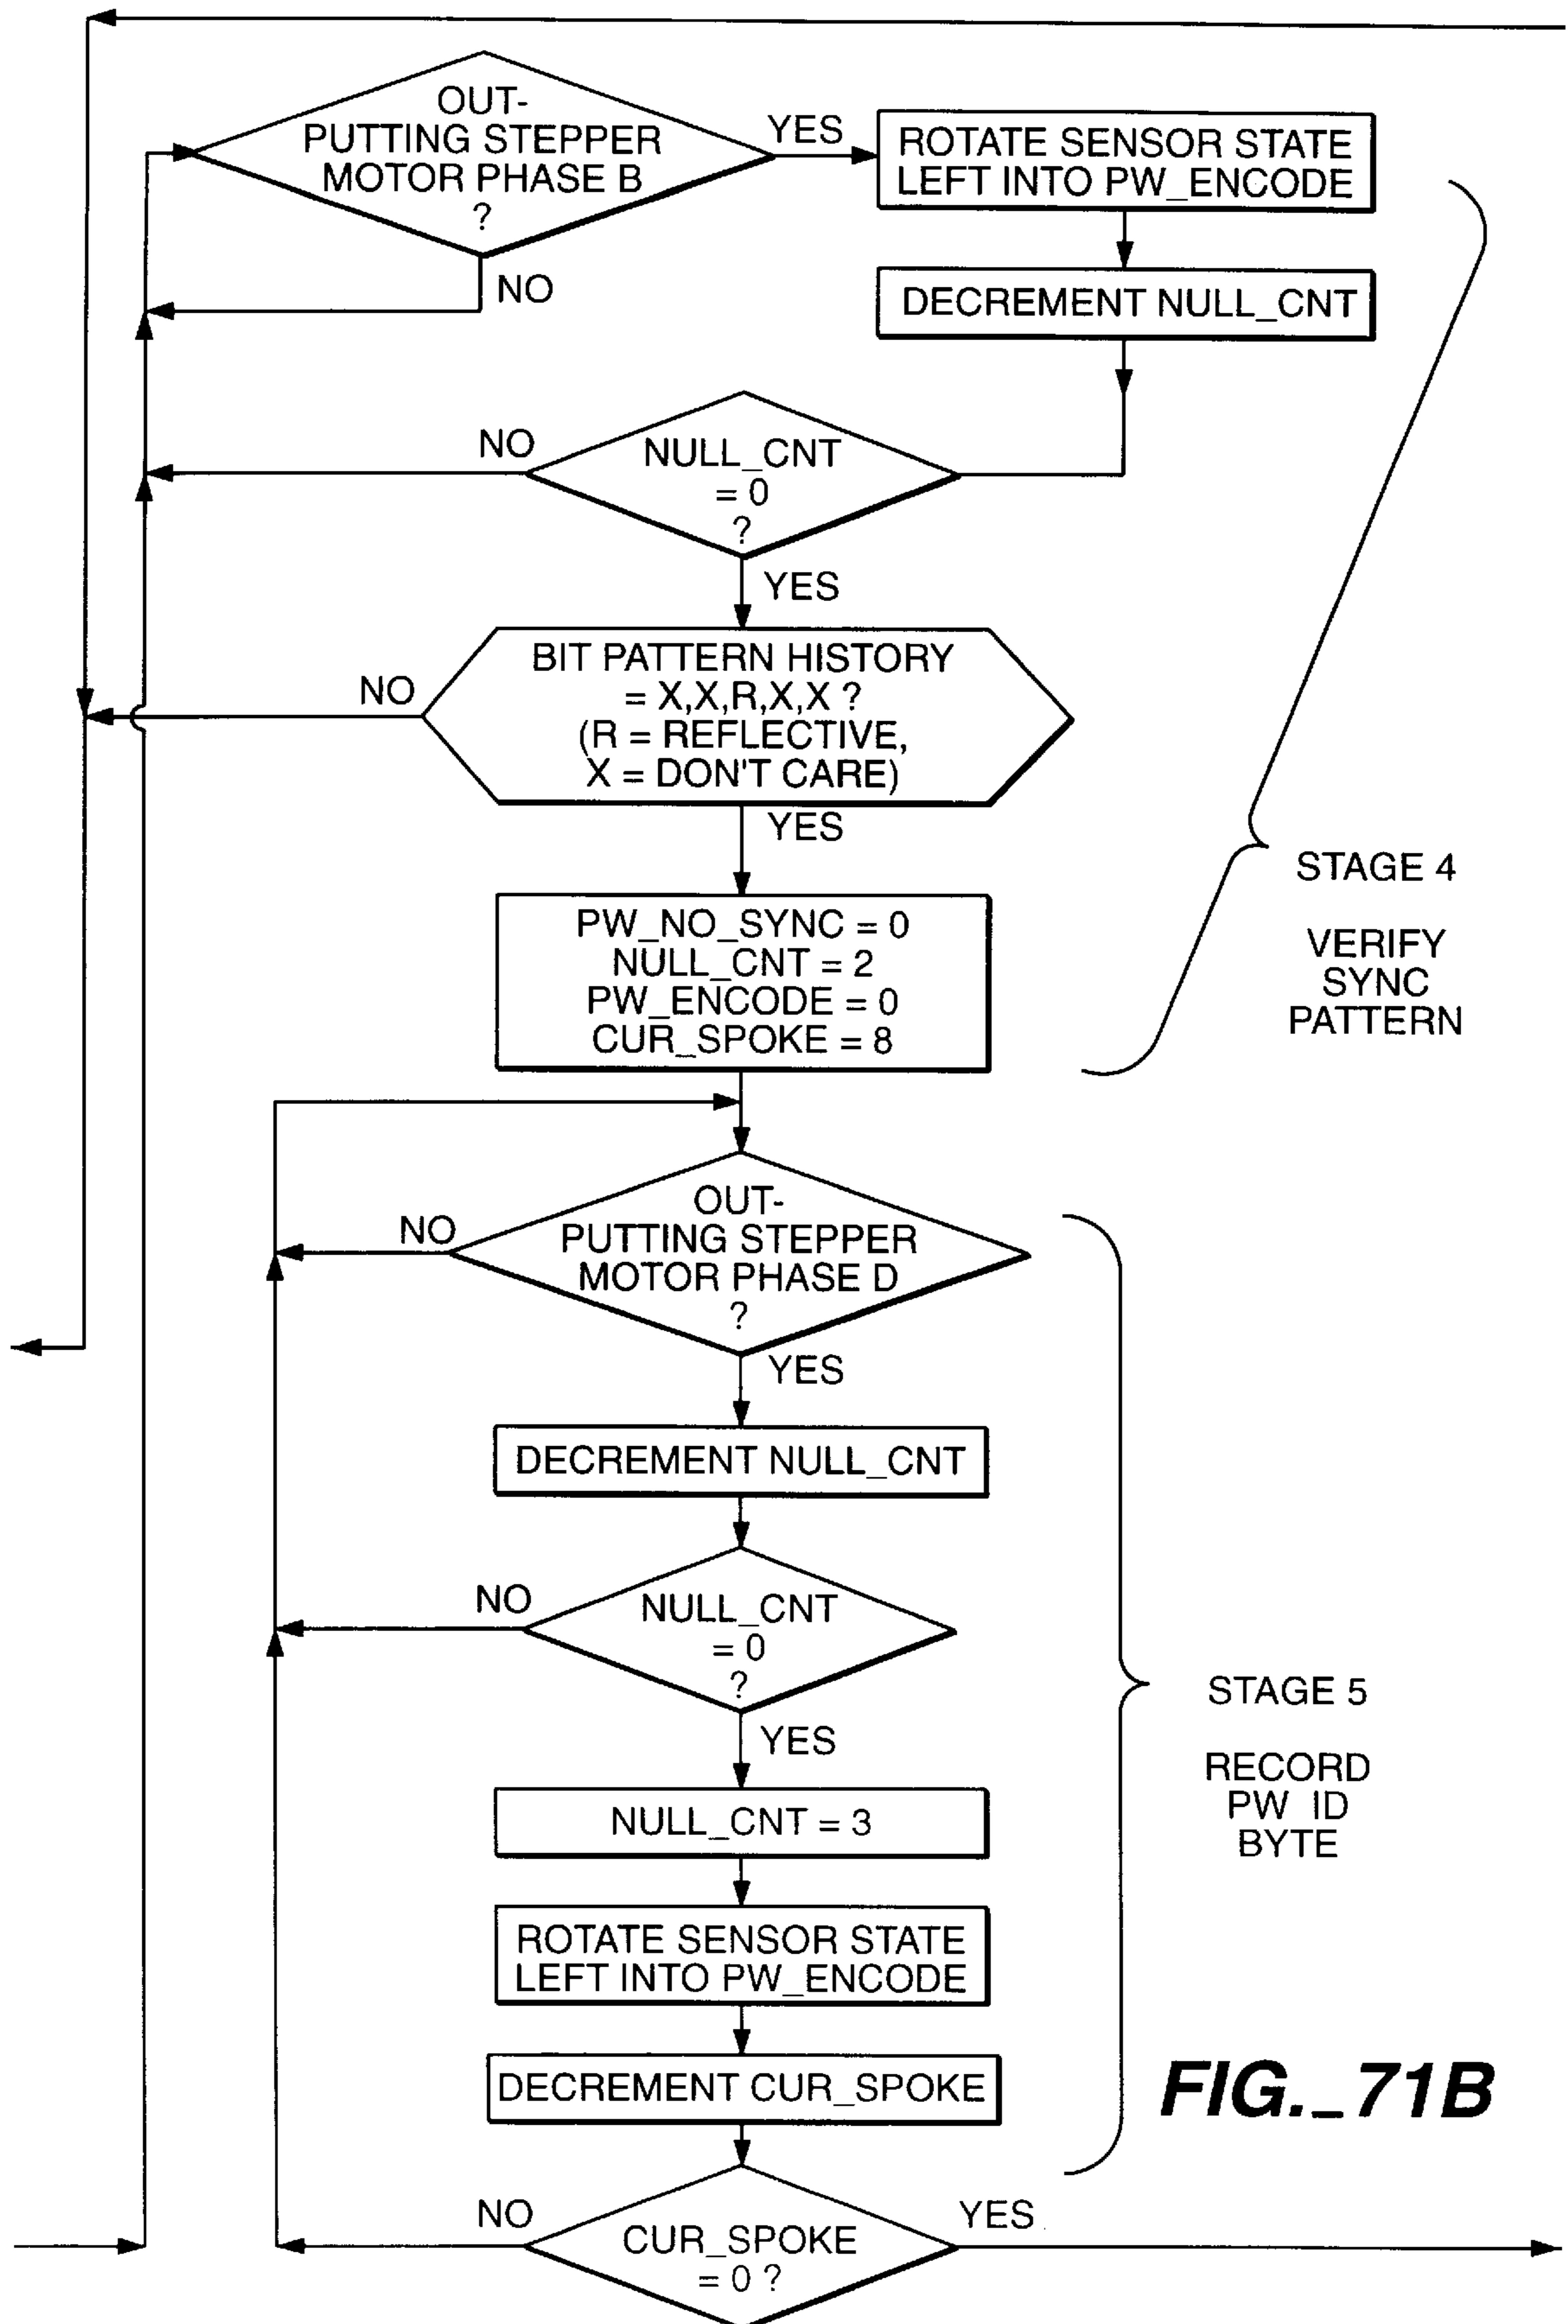 OUT-
PUTTING STEPPER
MOTOR PHASE B
?
YES
NO
ROTATE SENSOR STATE
LEFT INTO PW_ENCODE
DECREMENT NULL_CNT
NO
NULL_CNT
= 0
?
YES
NO
BIT PATTERN HISTORY
= X,X,R,X,X ?
(R = REFLECTIVE,
X = DON'T CARE)
YES
PW_NO_SYNC = 0
NULL_CNT = 2
PW_ENCODE = 0
CUR_SPOKE = 8
STAGE 4
VERIFY
SYNC
PATTERN
NO
OUT-
PUTTING STEPPER
MOTOR PHASE D
?
YES
DECREMENT NULL_CNT
NO
NULL_CNT
= 0
?
YES
NULL_CNT = 3
ROTATE SENSOR STATE
LEFT INTO PW_ENCODE
DECREMENT CUR_SPOKE
STAGE 5
RECORD
PW_ID
BYTE
NO
CUR_SPOKE
= 0 ?
YES
FIG._71B